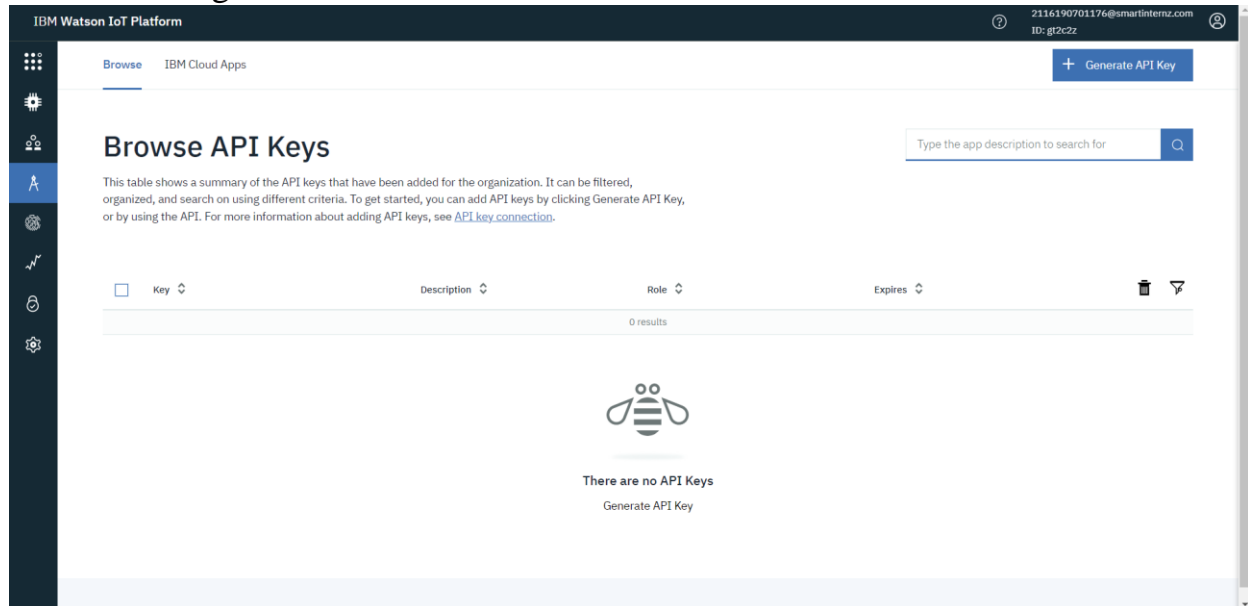 IBM Watson IoT Platform
2116190701176@smartinternz.com
ID: gt2c2z
Browse IBM Cloud Apps
+ Generate API Key
Browse API Keys
Type the app description to search for
This table shows a summary of the API keys that have been added for the organization. It can be filtered,
organized, and search on using different criteria. To get started, you can add API keys by clicking Generate API Key,
or by using the API. For more information about adding API keys, see API key connection.
Key Description Role Expires
0 results
There are no API Keys
Generate API Key